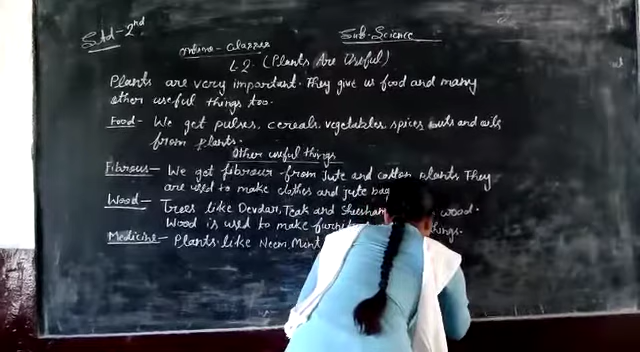 Std-2nd
Sub-Science
Online-Classes
L-2 (Plants Are Useful)
Plants are very important. They give us food and many
other useful things too.
Food- We get pulses, cereals, vegetables, spices and oils
from plants.
Other useful things
Fibrous- We get fibrous from Jute and cotton plants. They
are used to make clothes and jute bag
Wood- Trees like Devdar, Teak and Sheesham wood.
Wood is used to make things.
Medicine- Plants like Neem, Mint